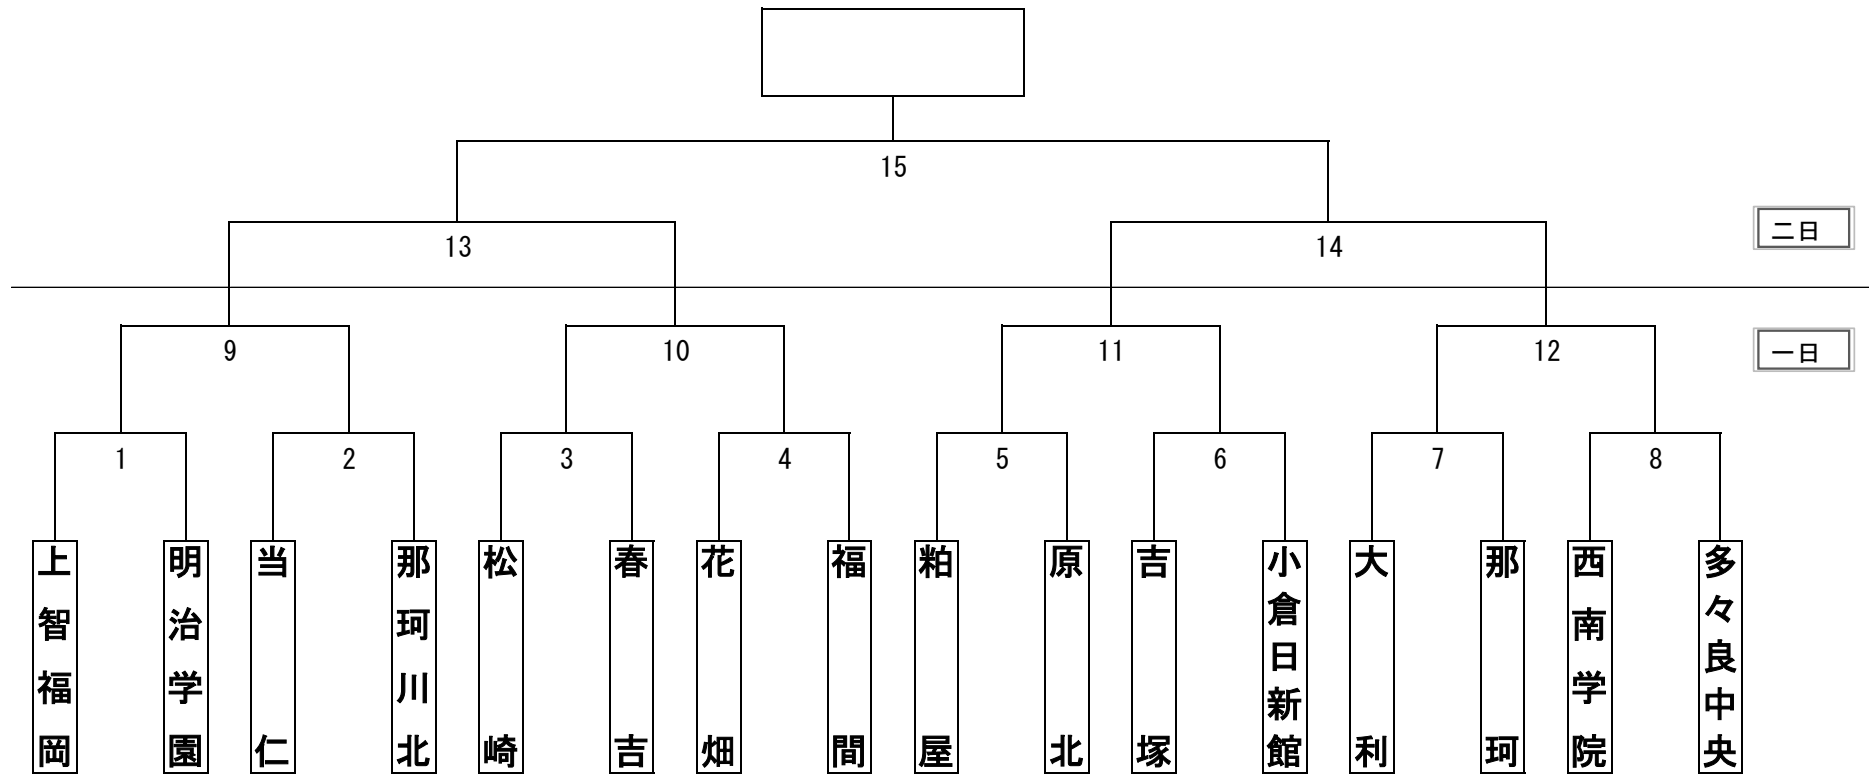 15
13
14
二日
9
10
11
12
一日
1
2
3
4
5
6
7
8
上智福岡
明治学園
当仁
那珂川北
松崎
春吉
花畑
福間
粕屋
原北
吉塚
小倉日新館
大利
那珂
西南学院
多々良中央